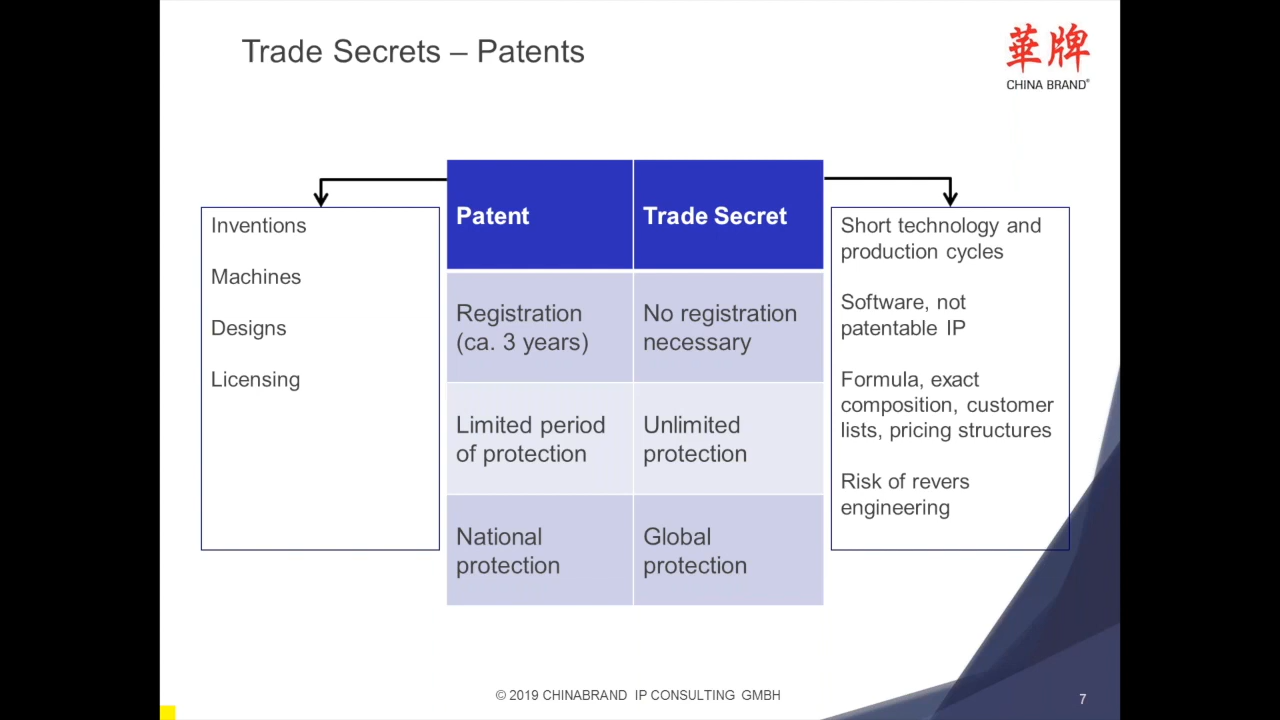 Trade Secrets – Patents
華牌
CHINA BRAND®
Inventions
Machines
Designs
Licensing
Patent
Trade Secret
Registration
(ca. 3 years)
No registration
necessary
Limited period
of protection
Unlimited
protection
National
protection
Global
protection
Short technology and
production cycles
Software, not
patentable IP
Formula, exact
composition, customer
lists, pricing structures
Risk of revers
engineering
© 2019 CHINABRAND IP CONSULTING GMBH
7